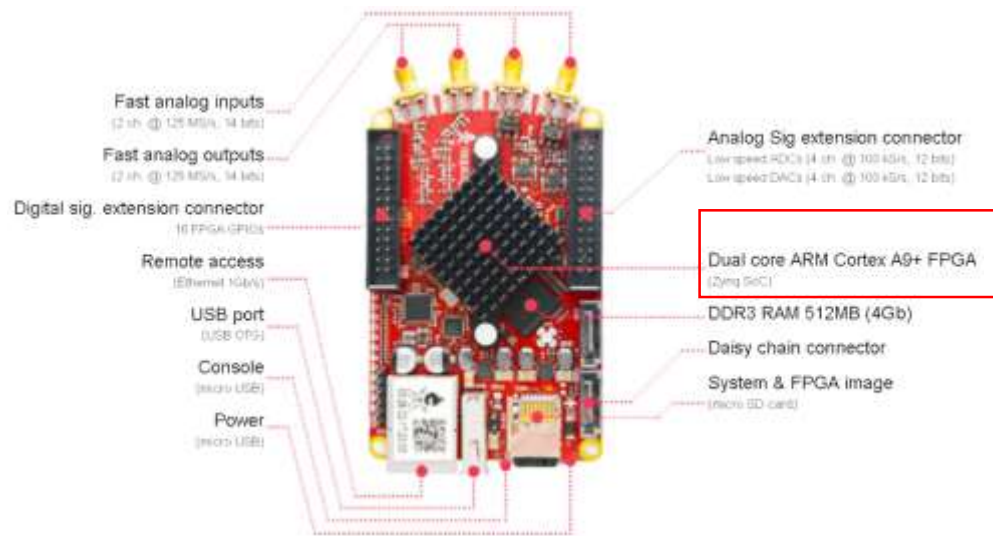 Fast analog inputs
(2 ch. @ 125 MS/s, 14 bits)
Fast analog outputs
(2 ch. @ 125 MS/s, 14 bits)
Digital sig. extension connector
16 FPGA GPIOs
Remote access
(Ethernet 1Gb/s)
USB port
(USB OTG)
Console
(micro USB)
Power
(micro USB)
Analog Sig extension connector
Low speed ADCs (4 ch. @ 100 kS/s, 12 bits)
Low speed DACs (4 ch. @ 100 kS/s, 12 bits)
Dual core ARM Cortex A9+ FPGA
(Zynq SoC)
DDR3 RAM 512MB (4Gb)
Daisy chain connector
System & FPGA image
(micro SD card)